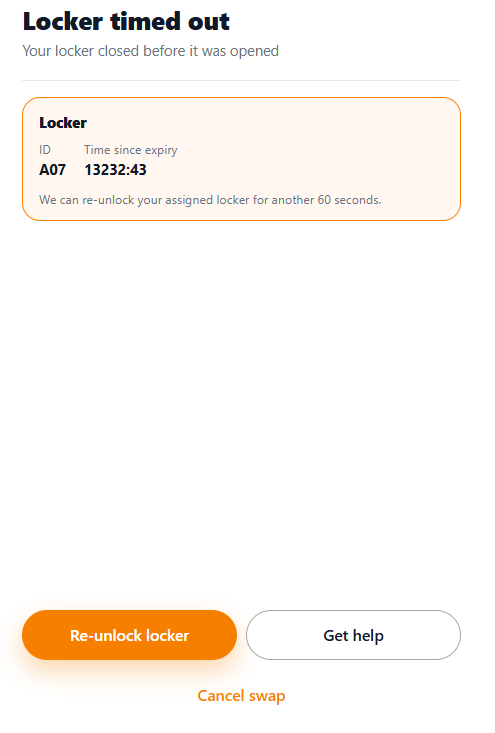 Locker timed out
Your locker closed before it was opened
Locker
ID Time since expiry
A07 13232:43
We can re-unlock your assigned locker for another 60 seconds.
Re-unlock locker Get help
Cancel swap